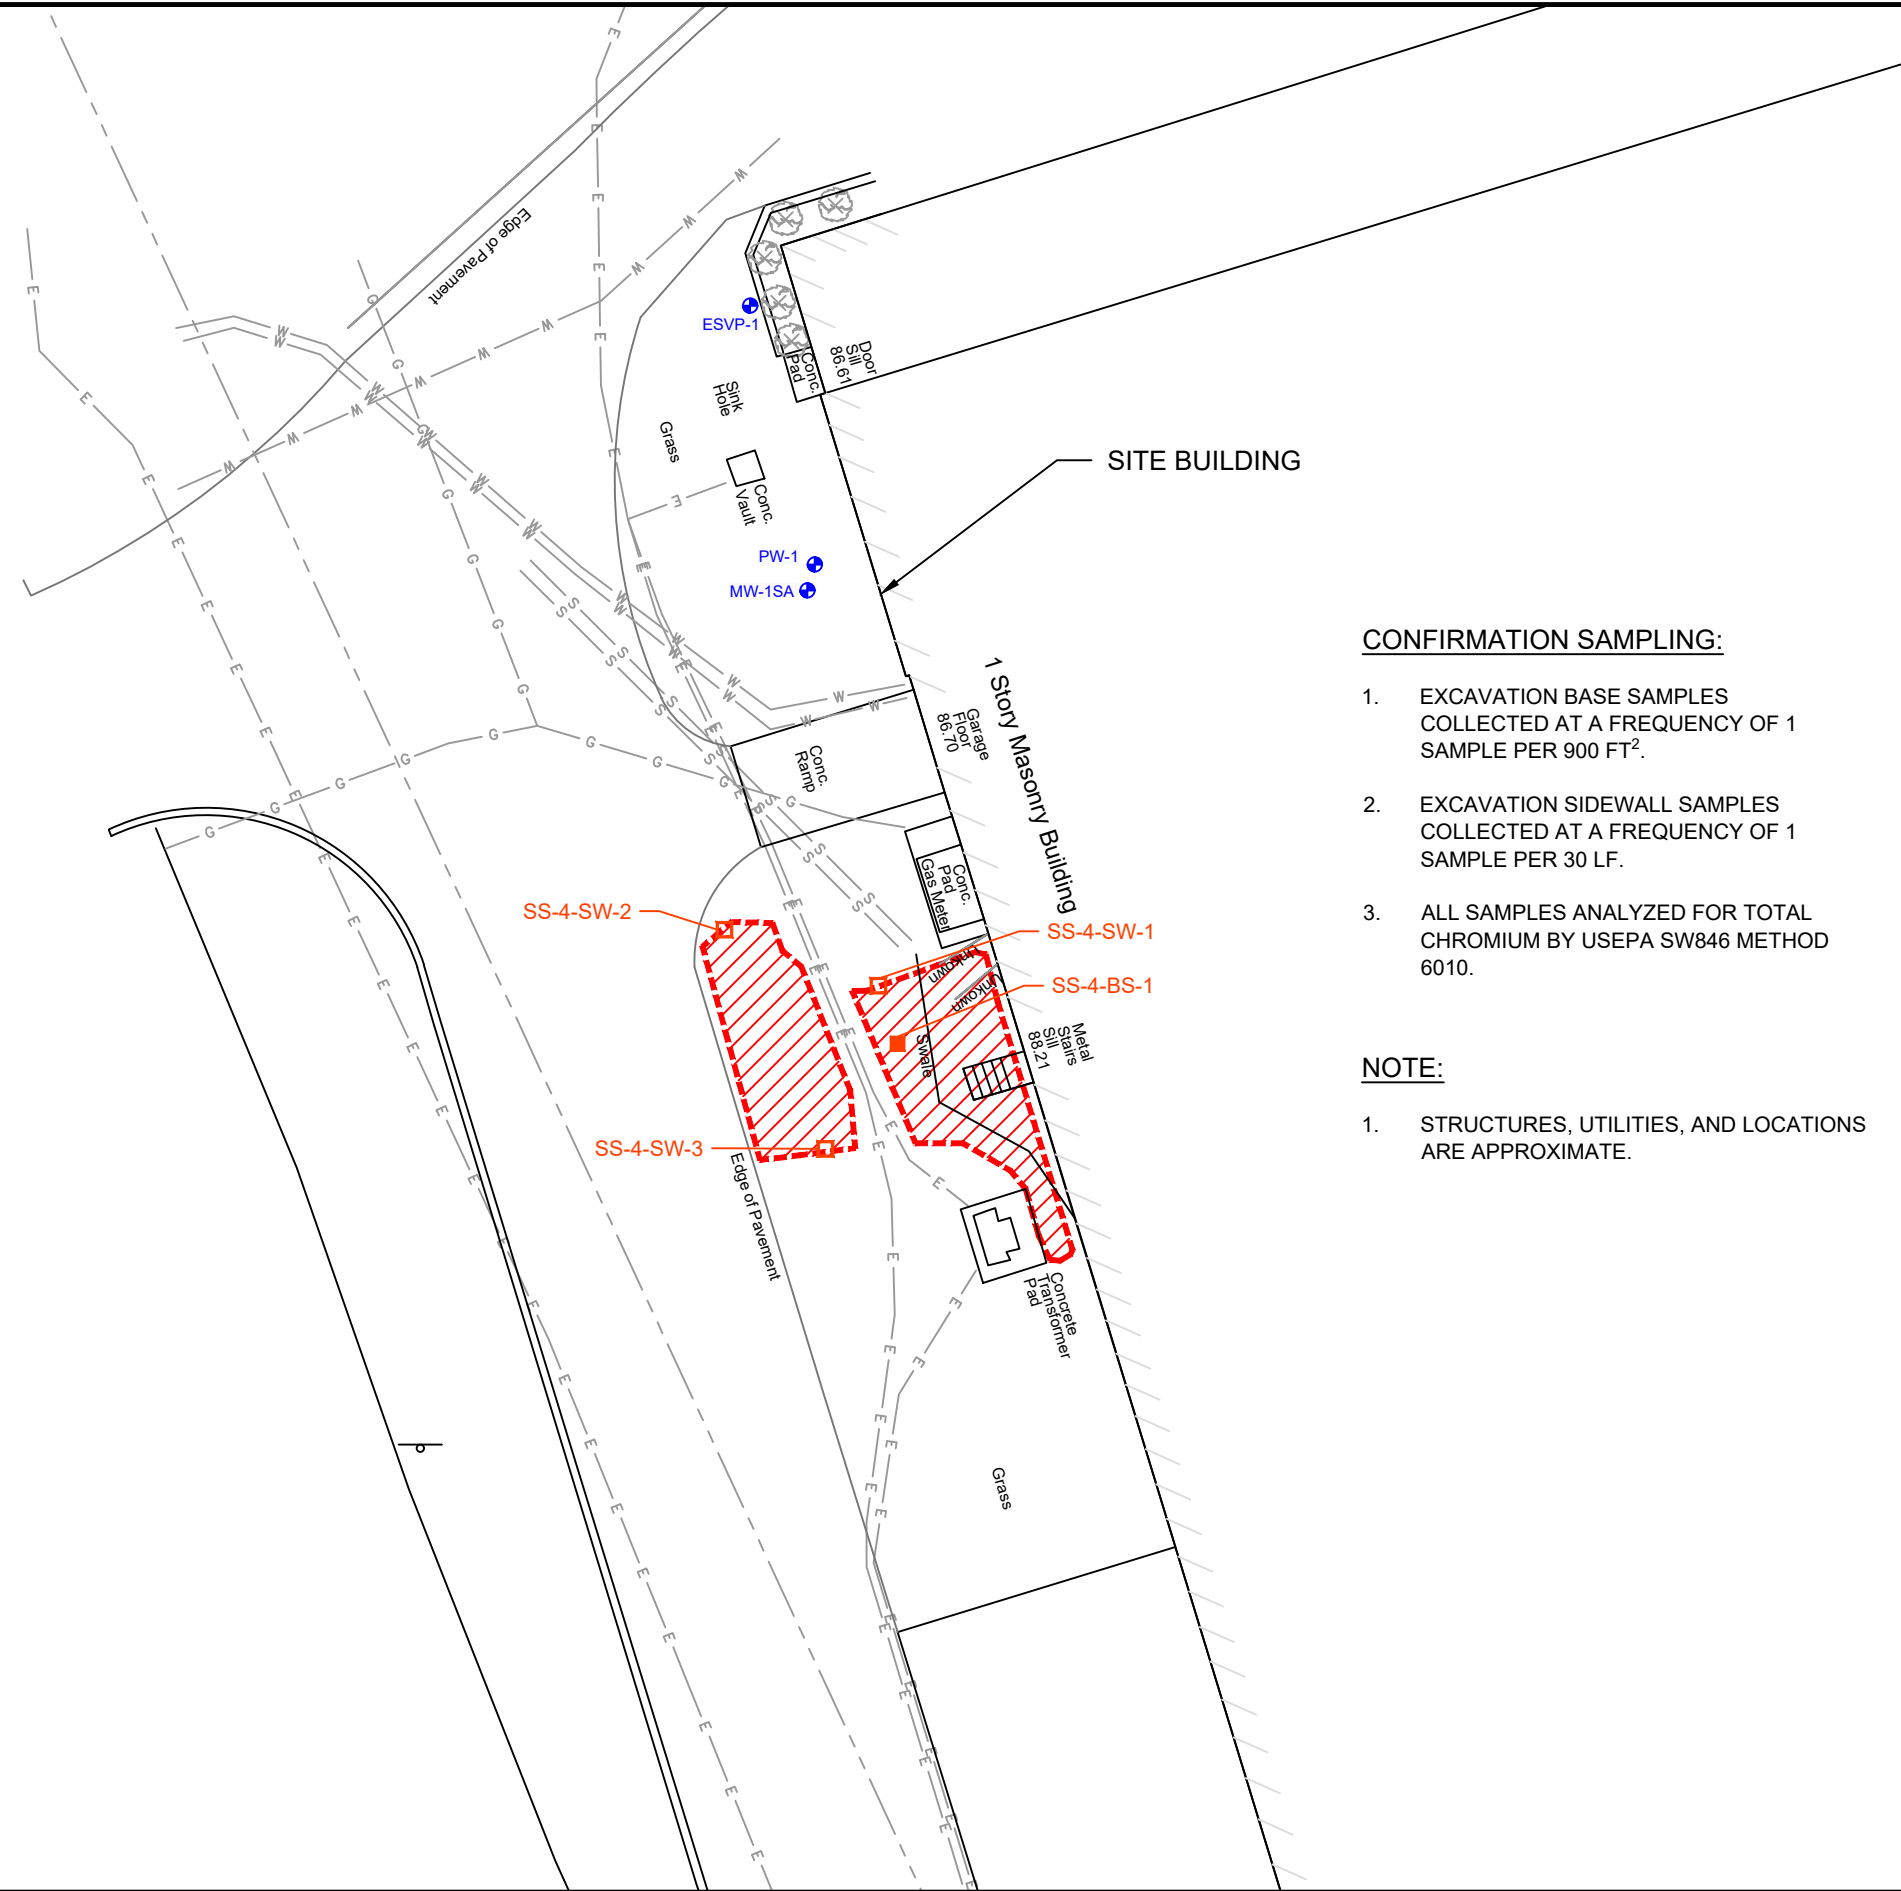 Edge of Pavement
ESVP-1
Door
Sill
86.61
Conc.
Pad
Sink
Hole
Grass
SITE BUILDING
Conc.
Vault
PW-1
MW-1SA
1 Story Masonry Building
Garage
Floor
86.70
Conc.
Ramp
Conc.
Pad
Gas Meter
SS-4-SW-2
SS-4-SW-1
Unkown
SS-4-BS-1
Unkown
Swale
Metal
Stairs
Sill
88.21
SS-4-SW-3
Edge of Pavement
Concrete
Transformer
Pad
Grass
CONFIRMATION SAMPLING:
1. EXCAVATION BASE SAMPLES
COLLECTED AT A FREQUENCY OF 1
SAMPLE PER 900 FT².
2. EXCAVATION SIDEWALL SAMPLES
COLLECTED AT A FREQUENCY OF 1
SAMPLE PER 30 LF.
3. ALL SAMPLES ANALYZED FOR TOTAL
CHROMIUM BY USEPA SW846 METHOD
6010.
NOTE:
1. STRUCTURES, UTILITIES, AND LOCATIONS
ARE APPROXIMATE.